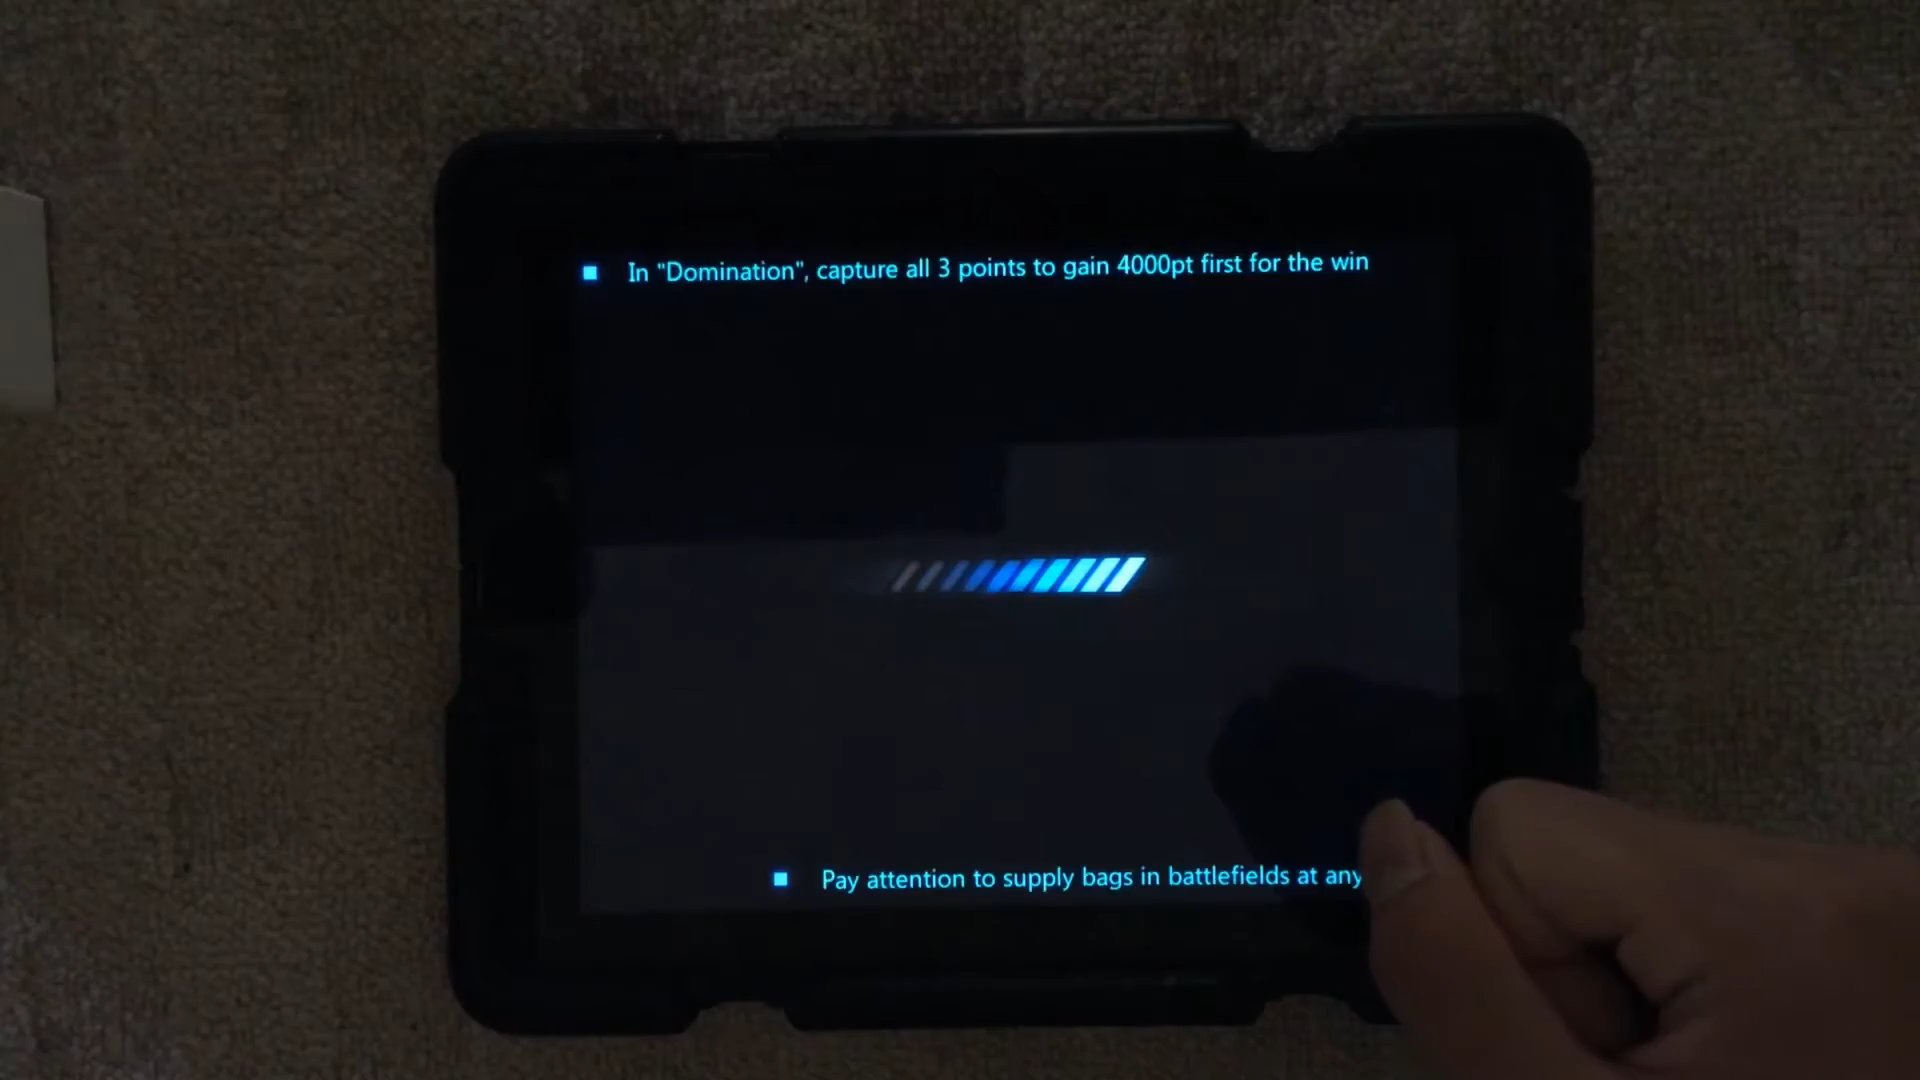 In "Domination", capture all 3 points to gain 4000pt first for the win
Pay attention to supply bags in battlefields at any